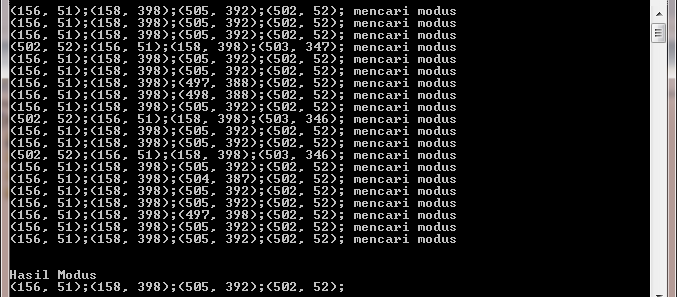 (156, 51);(158, 398);(505, 392);(502, 52); mencari modus
(156, 51);(158, 398);(505, 392);(502, 52); mencari modus
(156, 51);(158, 398);(505, 392);(502, 52); mencari modus
(502, 52);(156, 51);(158, 398);(503, 347); mencari modus
(156, 51);(158, 398);(505, 392);(502, 52); mencari modus
(156, 51);(158, 398);(505, 392);(502, 52); mencari modus
(156, 51);(158, 398);(497, 388);(502, 52); mencari modus
(156, 51);(158, 398);(498, 388);(502, 52); mencari modus
(156, 51);(158, 398);(505, 392);(502, 52); mencari modus
(502, 52);(156, 51);(158, 398);(503, 346); mencari modus
(156, 51);(158, 398);(505, 392);(502, 52); mencari modus
(156, 51);(158, 398);(505, 392);(502, 52); mencari modus
(502, 52);(156, 51);(158, 398);(503, 346); mencari modus
(156, 51);(158, 398);(505, 392);(502, 52); mencari modus
(156, 51);(158, 398);(504, 387);(502, 52); mencari modus
(156, 51);(158, 398);(505, 392);(502, 52); mencari modus
(156, 51);(158, 398);(505, 392);(502, 52); mencari modus
(156, 51);(158, 398);(497, 398);(502, 52); mencari modus
(156, 51);(158, 398);(505, 392);(502, 52); mencari modus
(156, 51);(158, 398);(505, 392);(502, 52); mencari modus
Hasil Modus
(156, 51);(158, 398);(505, 392);(502, 52);